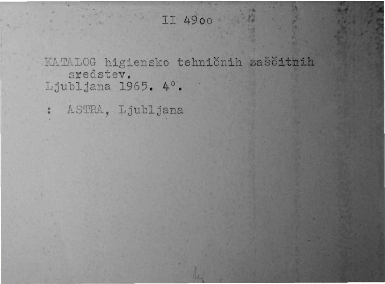 II 4900
KATALOG higiensko tehničnih zaščitnih
sredstev.
Ljubljana 1965. 4°.
: ASTRA, Ljubljana